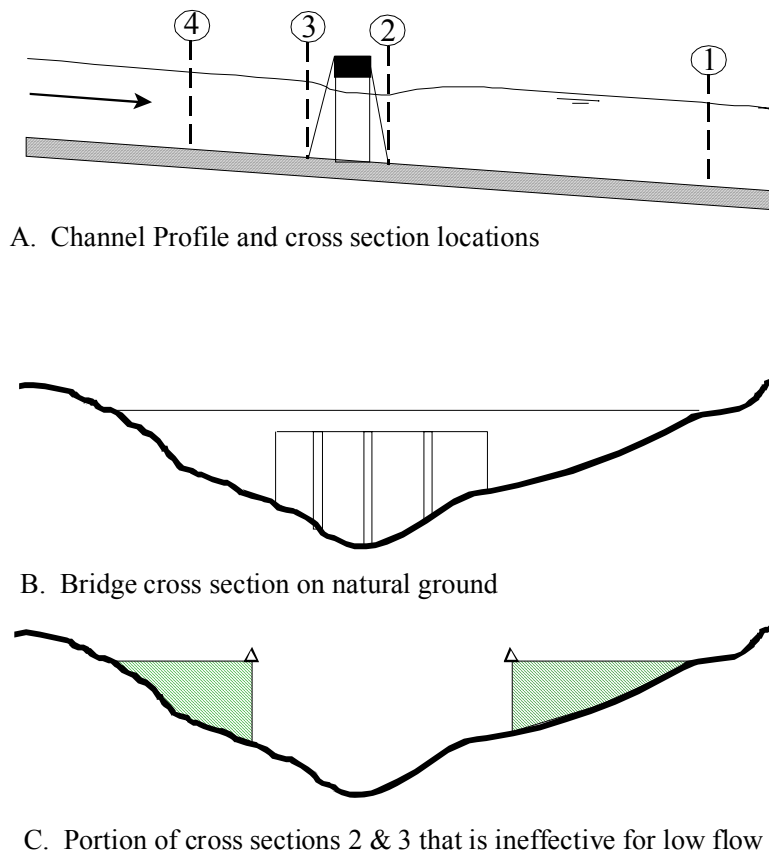 4 3 2 1
A. Channel Profile and cross section locations
B. Bridge cross section on natural ground
C. Portion of cross sections 2 & 3 that is ineffective for low flow